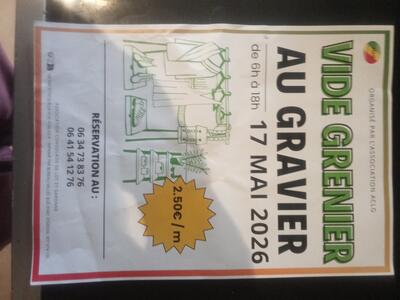 ORGANISÉ PAR L'ASSOCIATION ACLG
VIDE GRENIER
AU GRAVIER
17 MAI 2026
de 6h à 18h
2.50€ / m
RÉSERVATION AU :
06 34 73 83 76
06 41 54 12 76